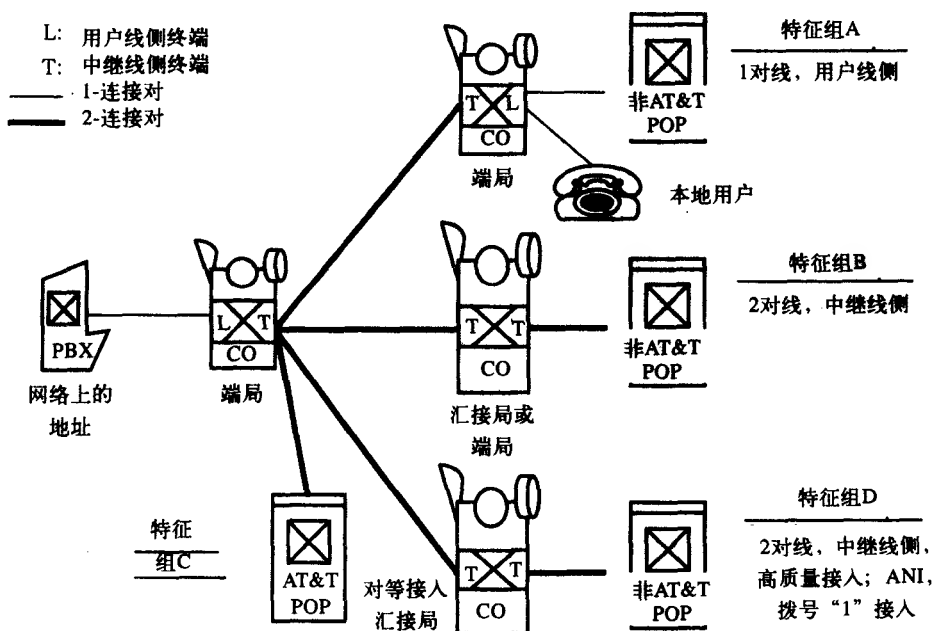 L: 用户线侧终端
T: 中继线侧终端
1-连接对
2-连接对
T L
CO
端局
非AT&T
POP
特征组A
1对线，用户线侧
本地用户
PBX
网络上的
地址
L T
CO
端局
T T
CO
汇接局或
端局
非AT&T
POP
特征组B
2对线，中继线侧
特征
组C
AT&T
POP
对等接入
汇接局
T T
CO
非AT&T
POP
特征组D
2对线，中继线侧，
高质量接入；ANI，
拨号“1”接入